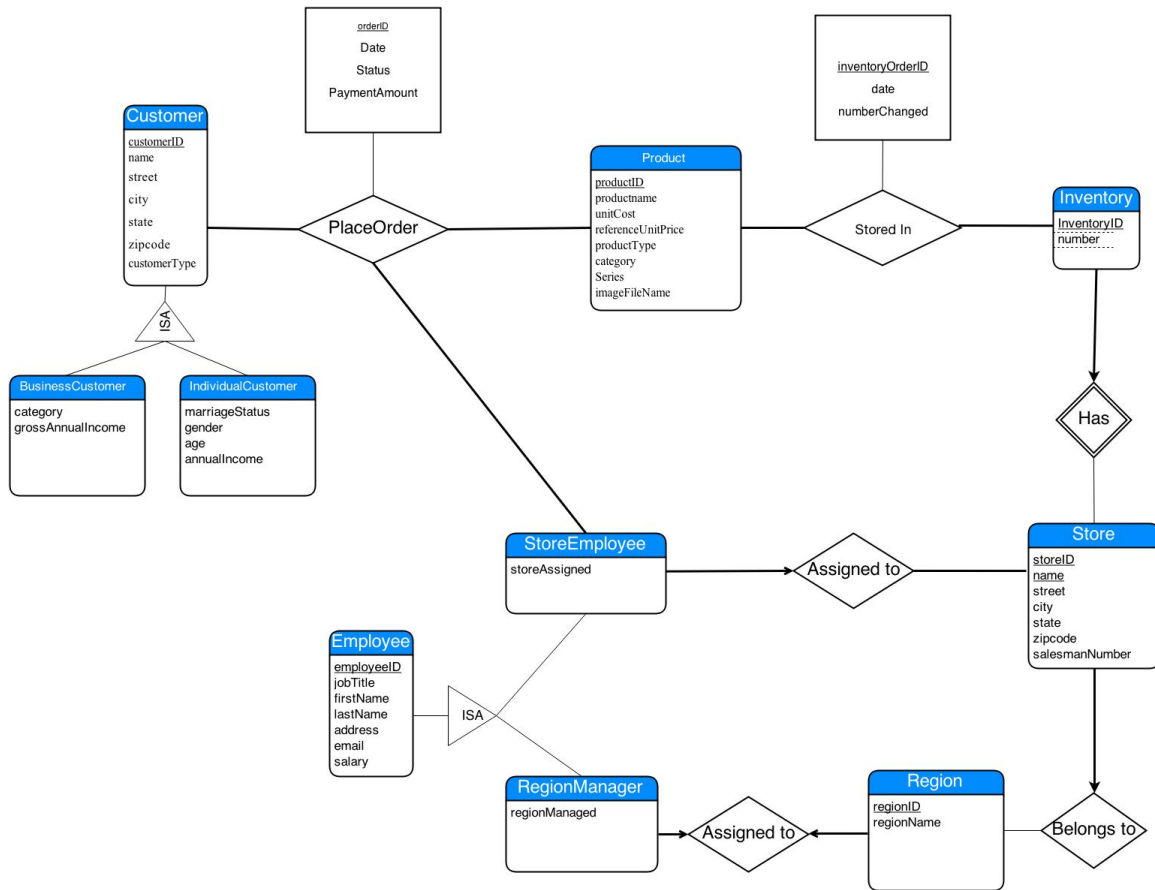 orderID
Date
Status
PaymentAmount
inventoryOrderID
date
numberChanged
Customer
customerID
name
street
city
state
zipcode
customerType
PlaceOrder
Product
productID
productname
unitCost
referenceUnitPrice
productType
category
Series
imageFileName
Stored In
Inventory
InventoryID
number
ISA
BusinessCustomer
category
grossAnnualIncome
IndividualCustomer
marriageStatus
gender
age
annualIncome
Has
StoreEmployee
storeAssigned
Assigned to
Store
storeID
name
street
city
state
zipcode
salesmanNumber
Employee
employeeID
jobTitle
firstName
lastName
address
email
salary
ISA
RegionManager
regionManaged
Assigned to
Region
regionID
regionName
Belongs to